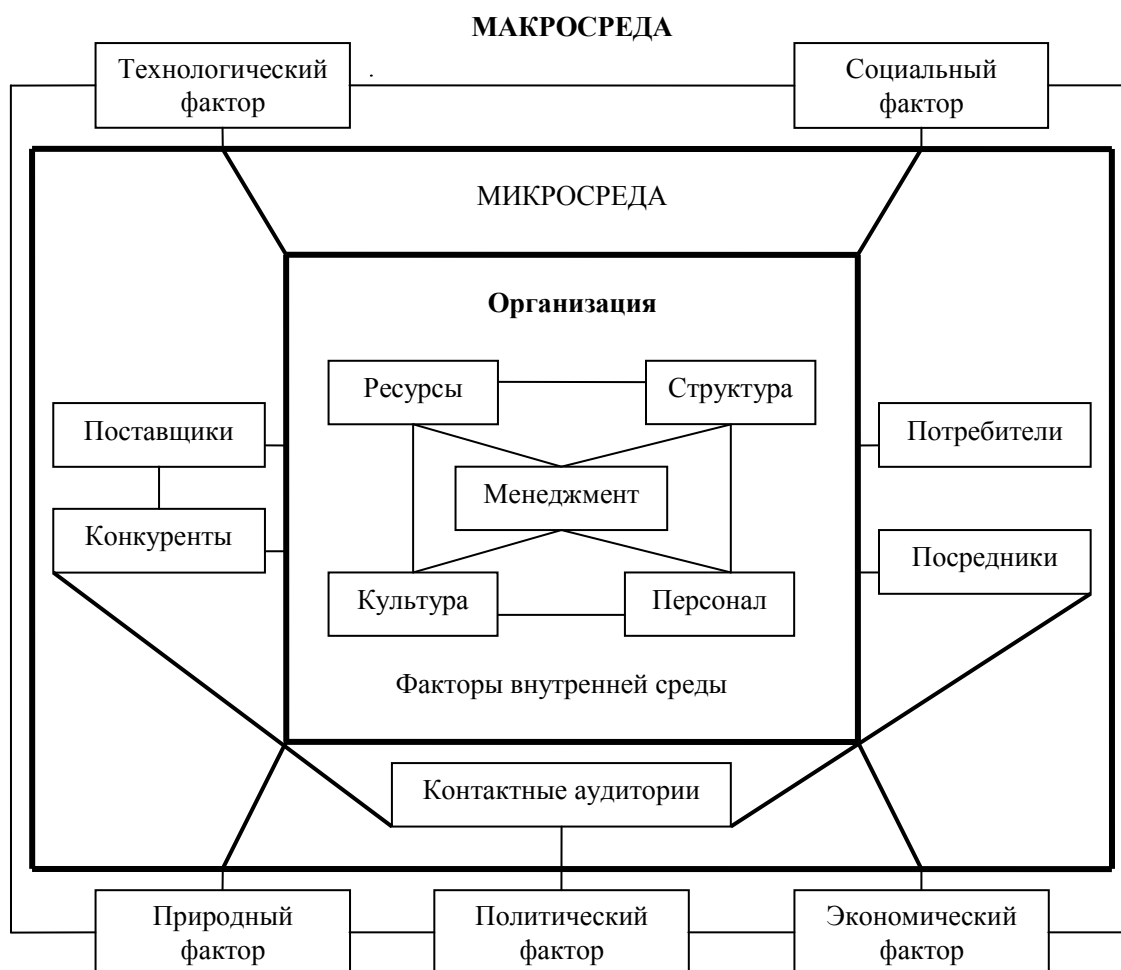 МАКРОСРЕДА
Технологический
фактор
.
Социальный
фактор
МИКРОСРЕДА
Организация
Ресурсы
Структура
Поставщики
Потребители
Менеджмент
Конкуренты
Посредники
Культура
Персонал
Факторы внутренней среды
Контактные аудитории
Природный
фактор
Политический
фактор
Экономический
фактор